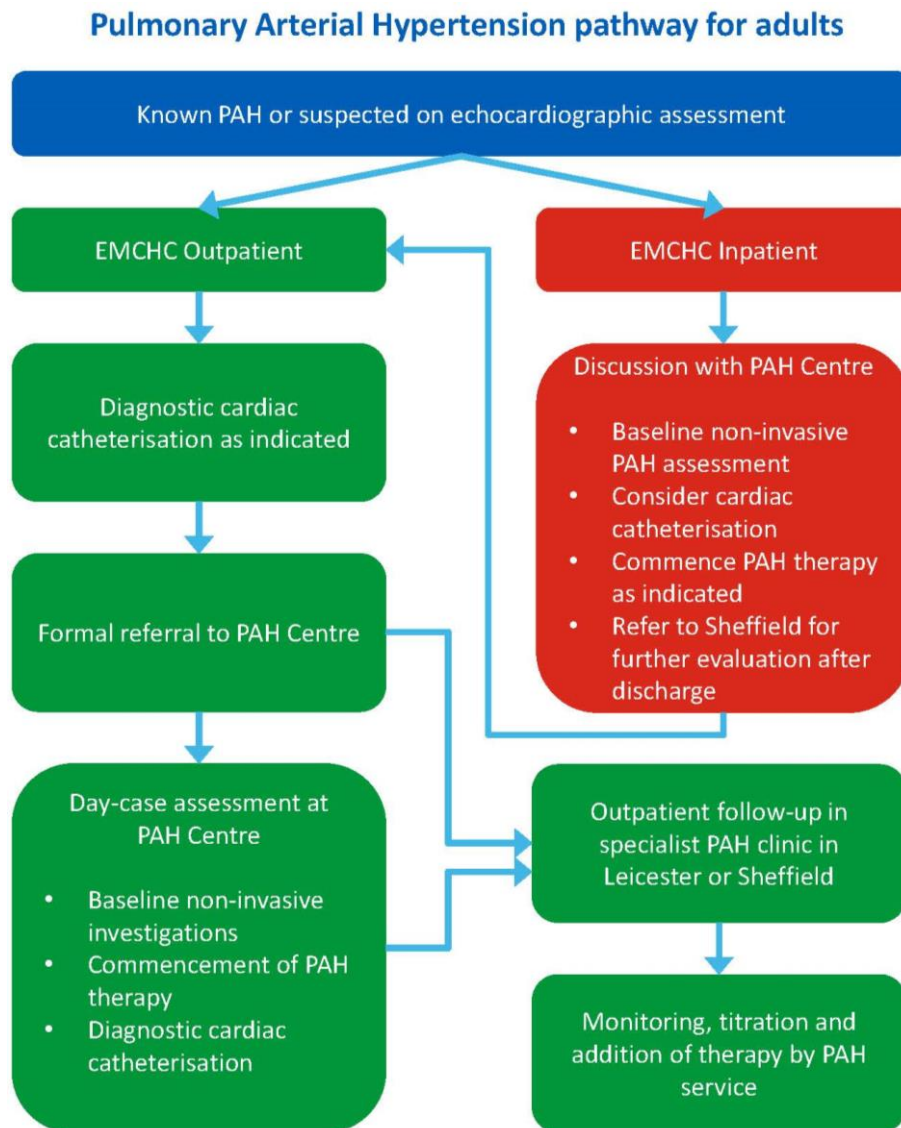 Pulmonary Arterial Hypertension pathway for adults
Known PAH or suspected on echocardiographic assessment
EMCHC Outpatient
EMCHC Inpatient
Diagnostic cardiac
catheterisation as indicated
Discussion with PAH Centre
• Baseline non-invasive
PAH assessment
• Consider cardiac
catheterisation
• Commence PAH therapy
as indicated
• Refer to Sheffield for
further evaluation after
discharge
Formal referral to PAH Centre
Day-case assessment at
PAH Centre
• Baseline non-invasive
investigations
• Commencement of PAH
therapy
• Diagnostic cardiac
catheterisation
Outpatient follow-up in
specialist PAH clinic in
Leicester or Sheffield
Monitoring, titration and
addition of therapy by PAH
service